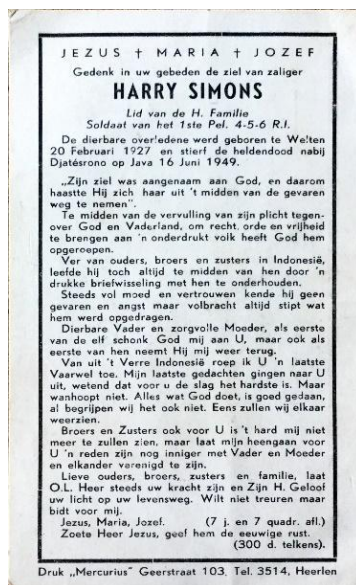 JEZUS † MARIA † JOZEF
Gedenk in uw gebeden de ziel van zaliger
HARRY SIMONS
Lid van de H. Familie
Soldaat van het 1ste Pel. 4-5-6 R.I.
De dierbare overledene werd geboren te Welten
20 Februari 1927 en stierf de heldendood nabij
Djatésrono op Java 16 Juni 1949.
„Zijn ziel was aangenaam aan God, en daarom
haastte Hij zich haar uit 't midden van de gevaren
weg te nemen".
Te midden van de vervulling van zijn plicht tegen-
over God en Vaderland, om recht, orde en vrijheid
te brengen aan 'n onderdrukt volk heeft God hem
opgeroepen.
Ver van ouders, broers en zusters in Indonesië,
leefde hij toch altijd te midden van hen door 'n
drukke briefwisseling met hen te onderhouden.
Steeds vol moed en vertrouwen kende hij geen
gevaren en angst maar volbracht altijd stipt wat
hem werd opgedragen.
Dierbare Vader en zorgvolle Moeder, als eerste
van de elf schonk God mij aan U, maar ook als
eerste van hen neemt Hij mij weer terug.
Van uit 't Verre Indonesië roep ik U 'n laatste
Vaarwel toe. Mijn laatste gedachten gingen naar U
uit, wetend dat voor u de slag het hardste is. Maar
wanhoopt niet. Alles wat God doet, is goed gedaan,
al begrijpen wij het ook niet. Eens zullen wij elkaar
weerzien.
Broers en Zusters ook voor U is 't hard mij niet
meer te zullen zien, maar laat mijn heengaan voor
U 'n reden zijn nog inniger met Vader en Moeder
en elkander verenigd te zijn.
Lieve ouders, broers, zusters en familie, laat
O.L. Heer steeds uw kracht zijn en Zijn H. Geloof
uw licht op uw levensweg. Wilt niet treuren maar
bidt voor mij.
Jezus, Maria, Jozef. (7 j. en 7 quadr. afl.)
Zoete Heer Jezus, geef hem de eeuwige rust.
(300 d. telkens).
Druk „Mercurius" Geerstraat 103. Tel. 3514, Heerlen